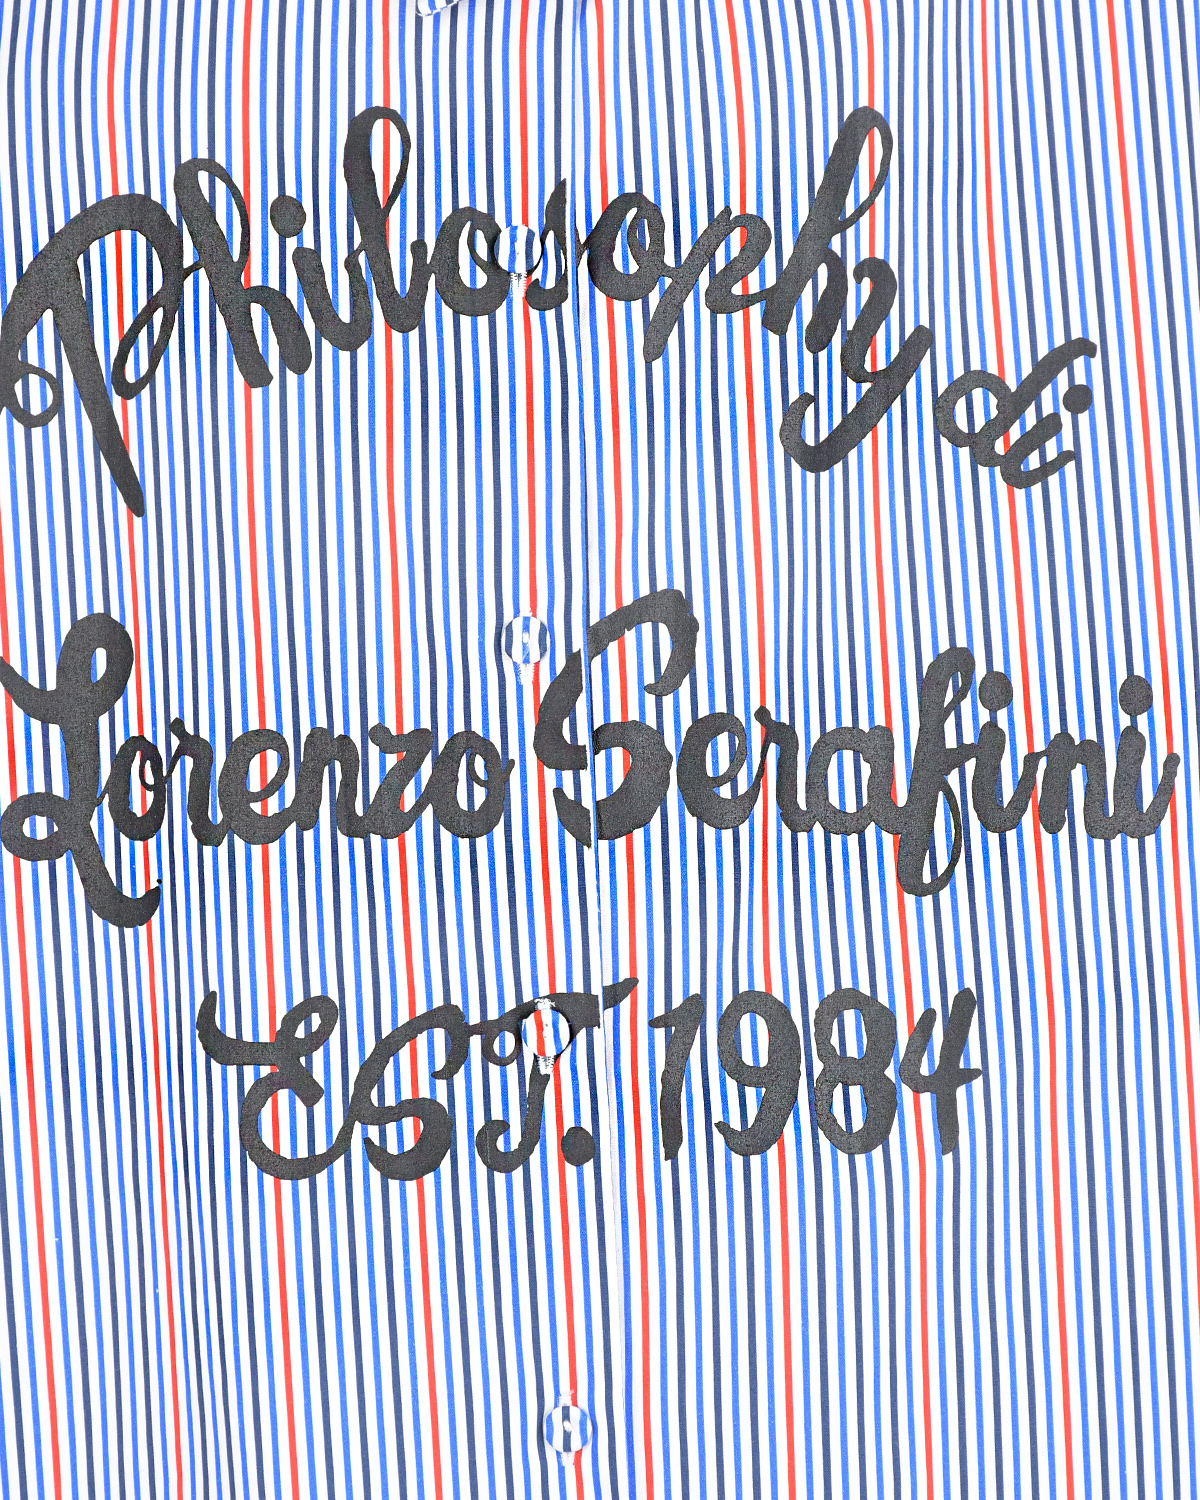 Philosophy di
Lorenzo Serafini
EST. 1984